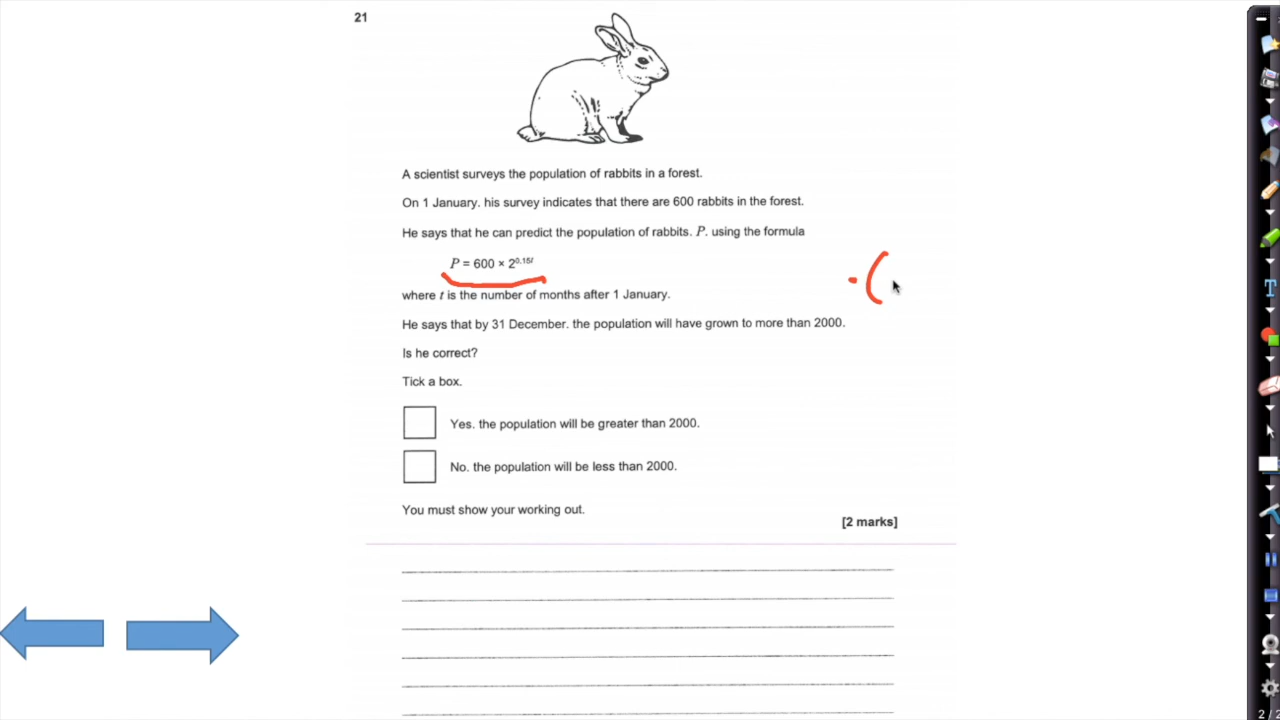 21
A scientist surveys the population of rabbits in a forest.
On 1 January. his survey indicates that there are 600 rabbits in the forest.
He says that he can predict the population of rabbits. P. using the formula
P = 600 × 2^0.15t
where t is the number of months after 1 January.
He says that by 31 December. the population will have grown to more than 2000.
Is he correct?
Tick a box.
Yes. the population will be greater than 2000.
No. the population will be less than 2000.
You must show your working out.
[2 marks]